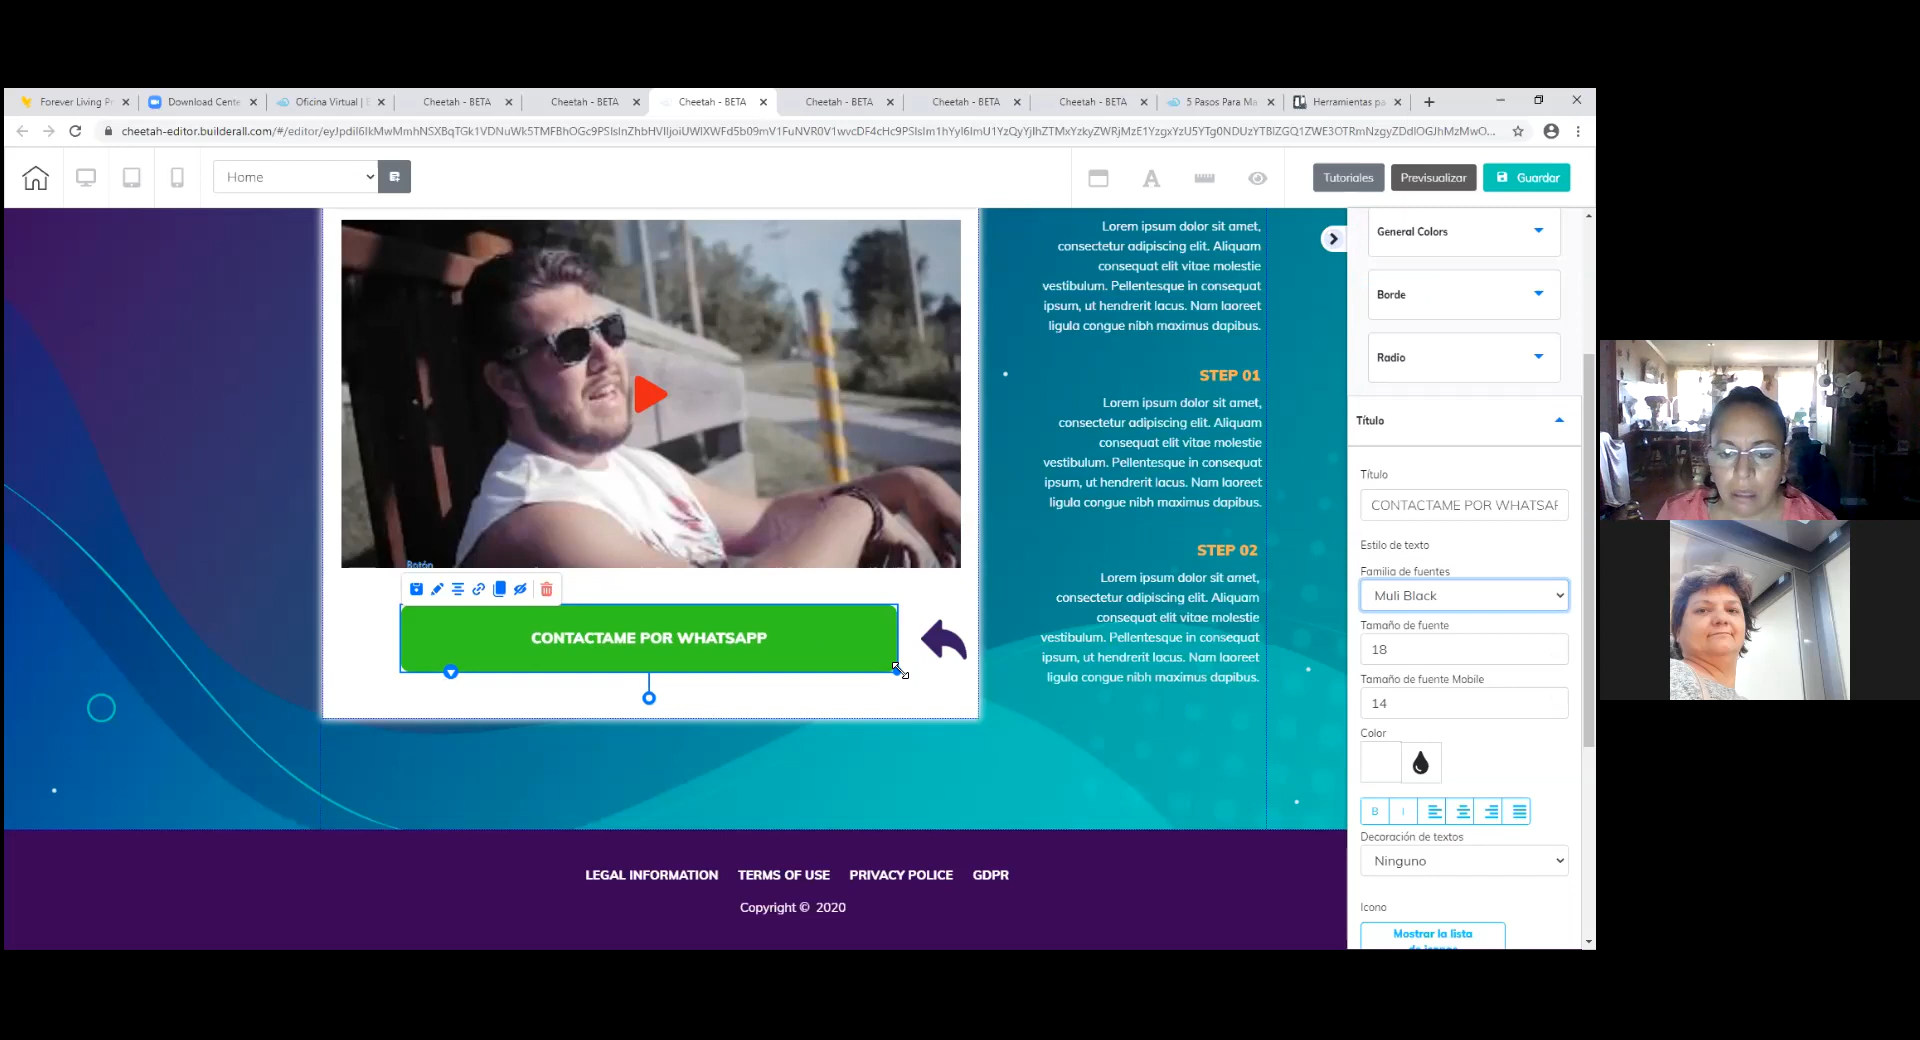 Forever Living Pr
Download Cente
Oficina Virtual |
Cheetah - BETA
Cheetah - BETA
Cheetah - BETA
Cheetah - BETA
Cheetah - BETA
Cheetah - BETA
5 Pasos Para Ma
Herramientas pa
Home
Tutoriales
Previsualizar
Guardar
Lorem ipsum dolor sit amet,
consectetur adipiscing elit. Aliquam
consequat elit vitae molestie
vestibulum. Pellentesque in consequat
ipsum, ut hendrerit lacus. Nam laoreet
ligula congue nibh maximus dapibus.
STEP 01
Lorem ipsum dolor sit amet,
consectetur adipiscing elit. Aliquam
consequat elit vitae molestie
vestibulum. Pellentesque in consequat
ipsum, ut hendrerit lacus. Nam laoreet
ligula congue nibh maximus dapibus.
STEP 02
Lorem ipsum dolor sit amet,
consectetur adipiscing elit. Aliquam
consequat elit vitae molestie
vestibulum. Pellentesque in consequat
ipsum, ut hendrerit lacus. Nam laoreet
ligula congue nibh maximus dapibus.
Botón
CONTACTAME POR WHATSAPP
LEGAL INFORMATION TERMS OF USE PRIVACY POLICE GDPR
Copyright © 2020
General Colors
Borde
Radio
Título
Título
CONTACTAME POR WHATSAP
Estilo de texto
Familia de fuentes
Muli Black
Tamaño de fuente
18
Tamaño de fuente Mobile
14
Color
B I
Decoración de textos
Ninguno
Icono
Mostrar la lista
de iconos